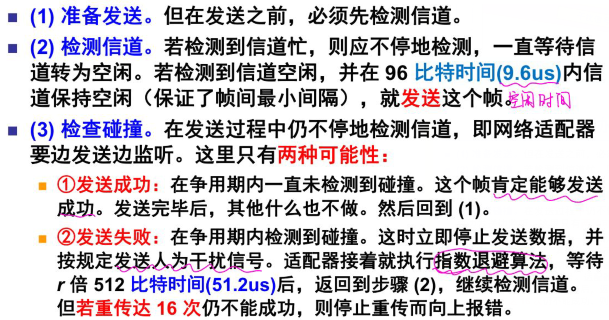 (1) 准备发送。但在发送之前，必须先检测信道。
(2) 检测信道。若检测到信道忙，则应不停地检测，一直等待信
道转为空闲。若检测到信道空闲，并在 96 比特时间(9.6us)内信
道保持空闲（保证了帧间最小间隔），就发送这个帧。空闲时间
(3) 检查碰撞。在发送过程中仍不停地检测信道，即网络适配器
要边发送边监听。这里只有两种可能性：
①发送成功：在争用期内一直未检测到碰撞。这个帧肯定能够发送
成功。发送完毕后，其他什么也不做。然后回到 (1)。
②发送失败：在争用期内检测到碰撞。这时立即停止发送数据，并
按规定发送人为干扰信号。适配器接着就执行指数退避算法，等待
r 倍 512 比特时间(51.2us)后，返回到步骤 (2)，继续检测信道。
但若重传达 16 次仍不能成功，则停止重传而向上报错。